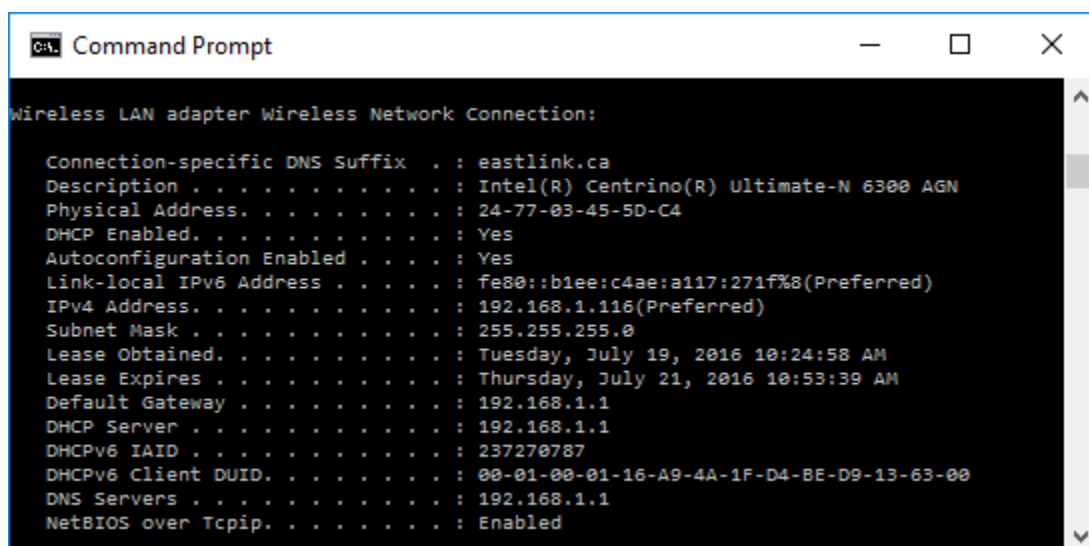 Command Prompt
Wireless LAN adapter Wireless Network Connection:
Connection-specific DNS Suffix . : eastlink.ca
Description . . . . . . . . . . . : Intel(R) Centrino(R) Ultimate-N 6300 AGN
Physical Address. . . . . . . . . : 24-77-03-45-5D-C4
DHCP Enabled. . . . . . . . . . . : Yes
Autoconfiguration Enabled . . . . : Yes
Link-local IPv6 Address . . . . . : fe80::b1ee:c4ae:a117:271f%8(Preferred)
IPv4 Address. . . . . . . . . . . : 192.168.1.116(Preferred)
Subnet Mask . . . . . . . . . . . : 255.255.255.0
Lease Obtained. . . . . . . . . . : Tuesday, July 19, 2016 10:24:58 AM
Lease Expires . . . . . . . . . . : Thursday, July 21, 2016 10:53:39 AM
Default Gateway . . . . . . . . . : 192.168.1.1
DHCP Server . . . . . . . . . . . : 192.168.1.1
DHCPv6 IAID . . . . . . . . . . . : 237270787
DHCPv6 Client DUID. . . . . . . . : 00-01-00-01-16-A9-4A-1F-D4-BE-D9-13-63-00
DNS Servers . . . . . . . . . . . : 192.168.1.1
NetBIOS over Tcpip. . . . . . . . : Enabled